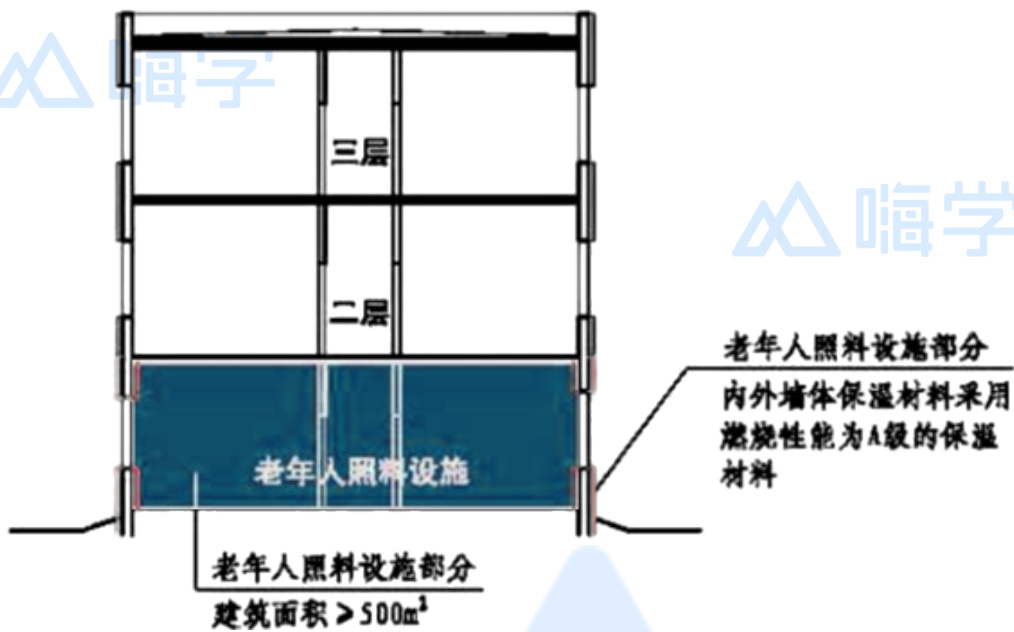 嗨学
三层
嗨学
二层
老年人照料设施部分
内外墙体保温材料采用
燃烧性能为A级的保温
材料
老年人照料设施
老年人照料设施部分
建筑面积＞500m²